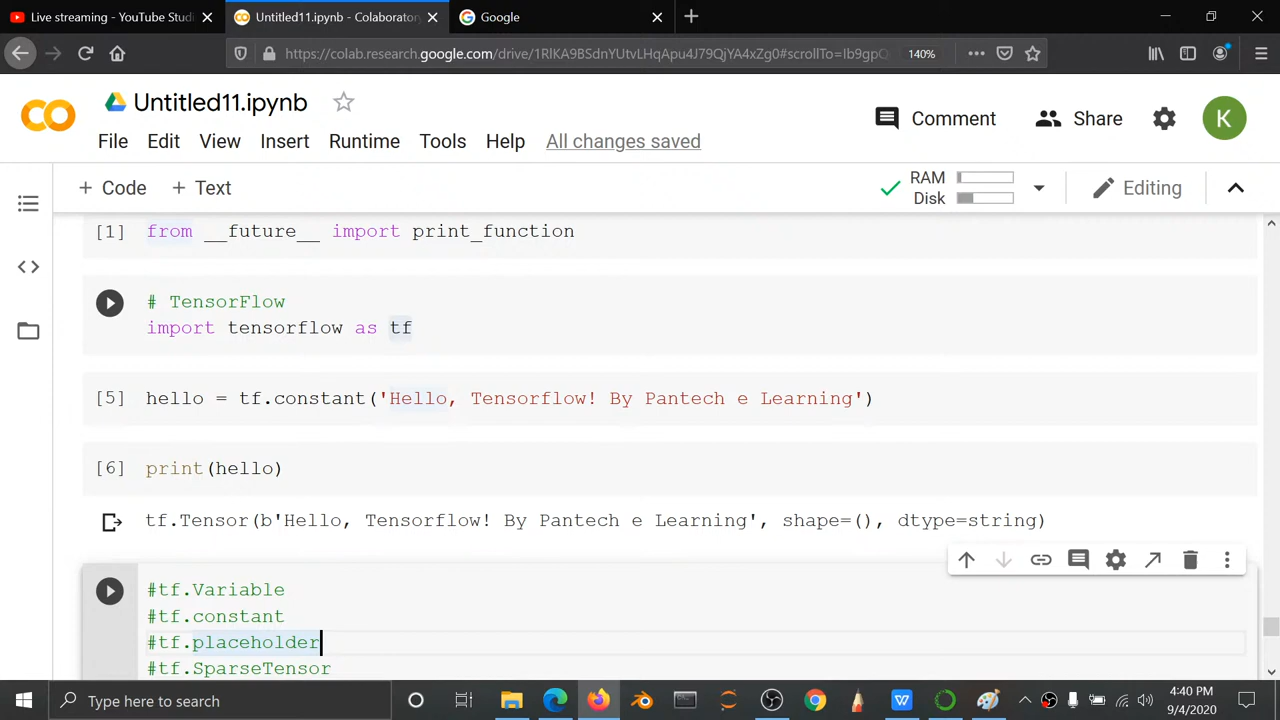 Live streaming - YouTube Studi
Untitled11.ipynb - Colaborator
Google
https://colab.research.google.com/drive/1RlKA9BSdnYUtvLHqApu4J79QjYA4xZg0#scrollTo=Ib9gpQ
140%
Untitled11.ipynb
Comment
Share
K
File Edit View Insert Runtime Tools Help All changes saved
+ Code + Text
RAM
Disk
Editing
[1] from __future__ import print_function
# TensorFlow
import tensorflow as tf
[5] hello = tf.constant('Hello, Tensorflow! By Pantech e Learning')
[6] print(hello)
tf.Tensor(b'Hello, Tensorflow! By Pantech e Learning', shape=(), dtype=string)
#tf.Variable
#tf.constant
#tf.placeholder
#tf.SparseTensor
Type here to search
4:40 PM
9/4/2020